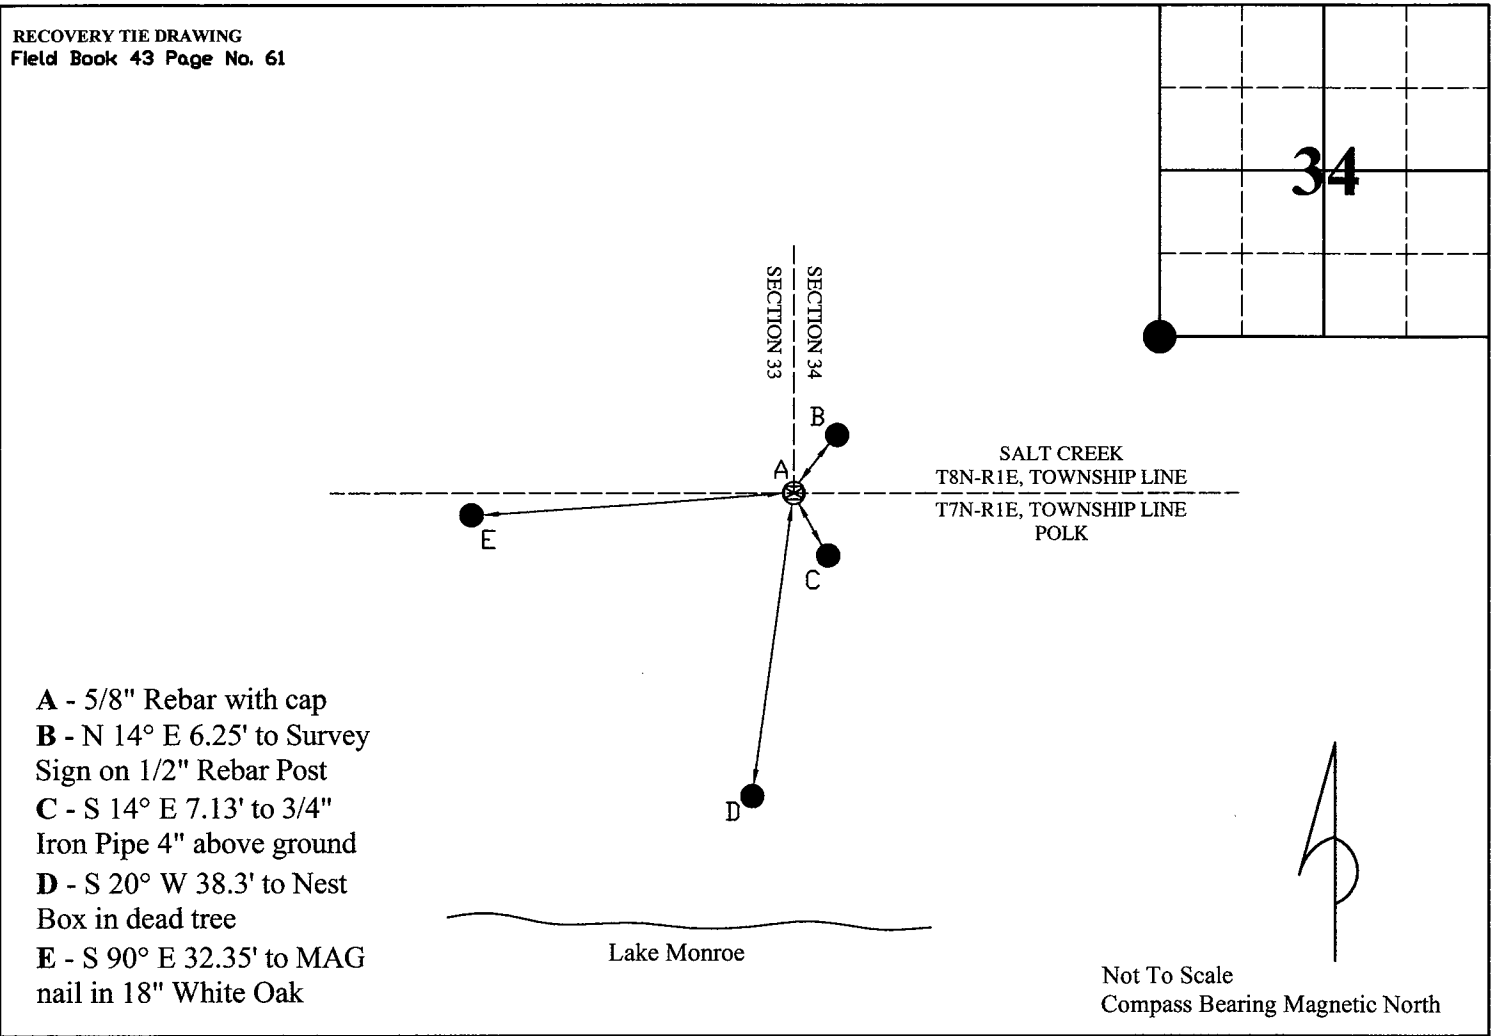 RECOVERY TIE DRAWING
Field Book 43 Page No. 61
34
SECTION 33
SECTION 34
B
A
SALT CREEK
T8N-R1E, TOWNSHIP LINE
T7N-R1E, TOWNSHIP LINE
POLK
E
C
D
A - 5/8" Rebar with cap
B - N 14° E 6.25' to Survey
Sign on 1/2" Rebar Post
C - S 14° E 7.13' to 3/4"
Iron Pipe 4" above ground
D - S 20° W 38.3' to Nest
Box in dead tree
E - S 90° E 32.35' to MAG
nail in 18" White Oak
Lake Monroe
Not To Scale
Compass Bearing Magnetic North